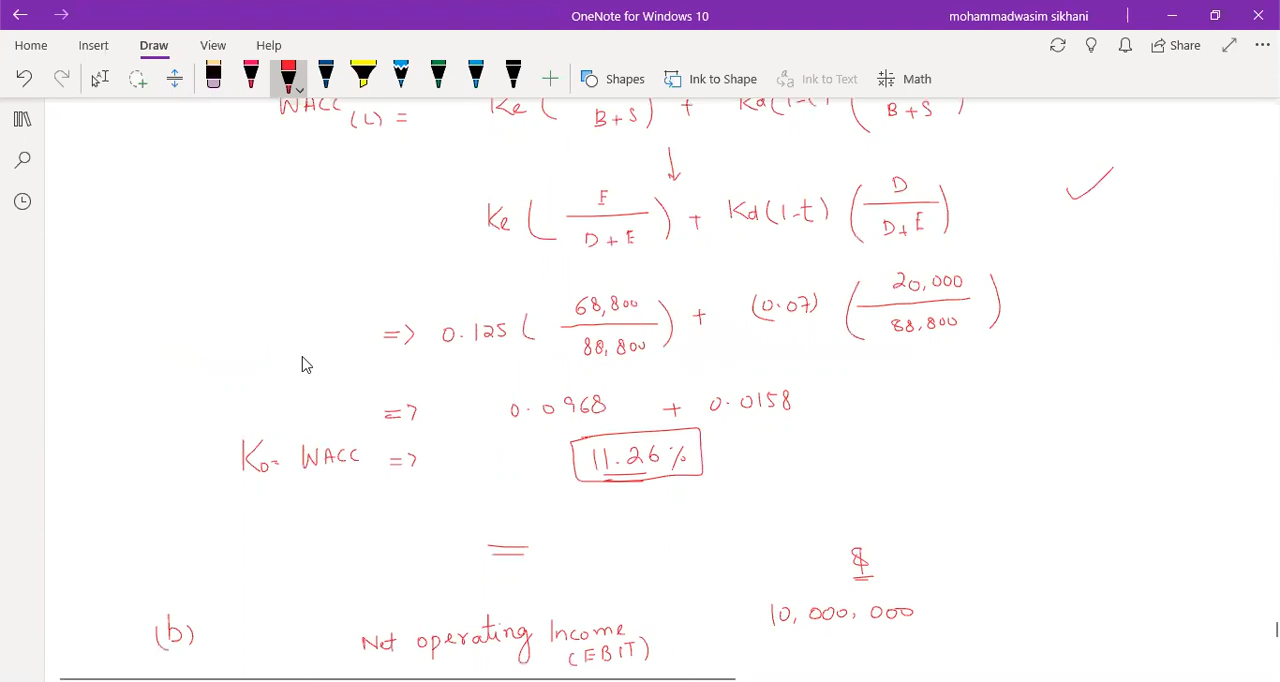 OneNote for Windows 10
mohammadwasim sikhani
Home Insert Draw View Help
Share
Shapes Ink to Shape Ink to Text Math
WACC (L) = Ke ( B+S ) + Kd(1-t) ( B+S )
Ke ( E / D+E ) + Kd(1-t) ( D / D+E )
=> 0.125 ( 68,800 / 88,800 ) + (0.07) ( 20,000 / 88,800 )
=> 0.0968 + 0.0158
Ko = WACC => 11.26%
$
10,000,000
(b) Net operating Income
(EBIT)